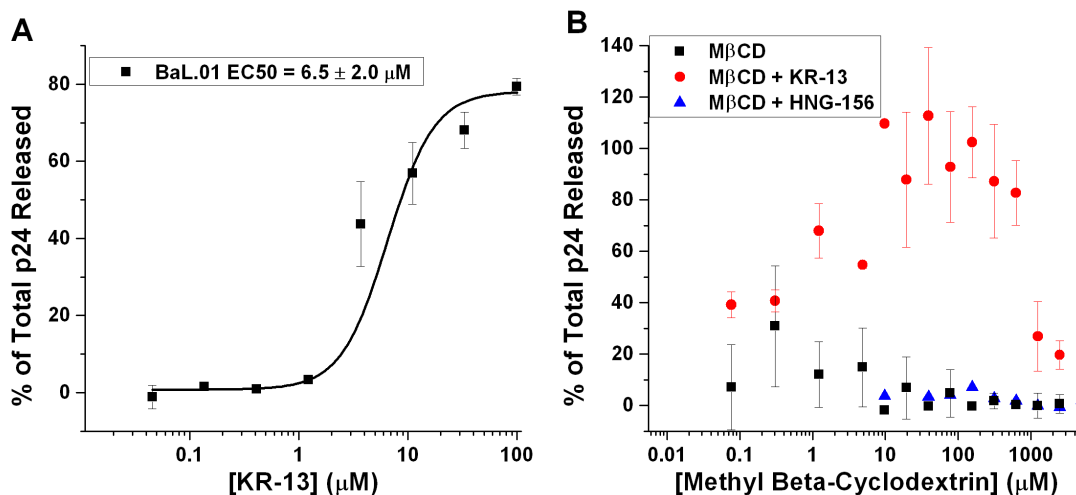 A
BaL.01 EC50 = 6.5 ± 2.0 μM
% of Total p24 Released
80
60
40
20
0
0.1
1
10
100
[KR-13] (μM)
B
MβCD
MβCD + KR-13
MβCD + HNG-156
% of Total p24 Released
140
120
100
80
60
40
20
0
0.01
0.1
1
10
100
1000
[Methyl Beta-Cyclodextrin] (μM)